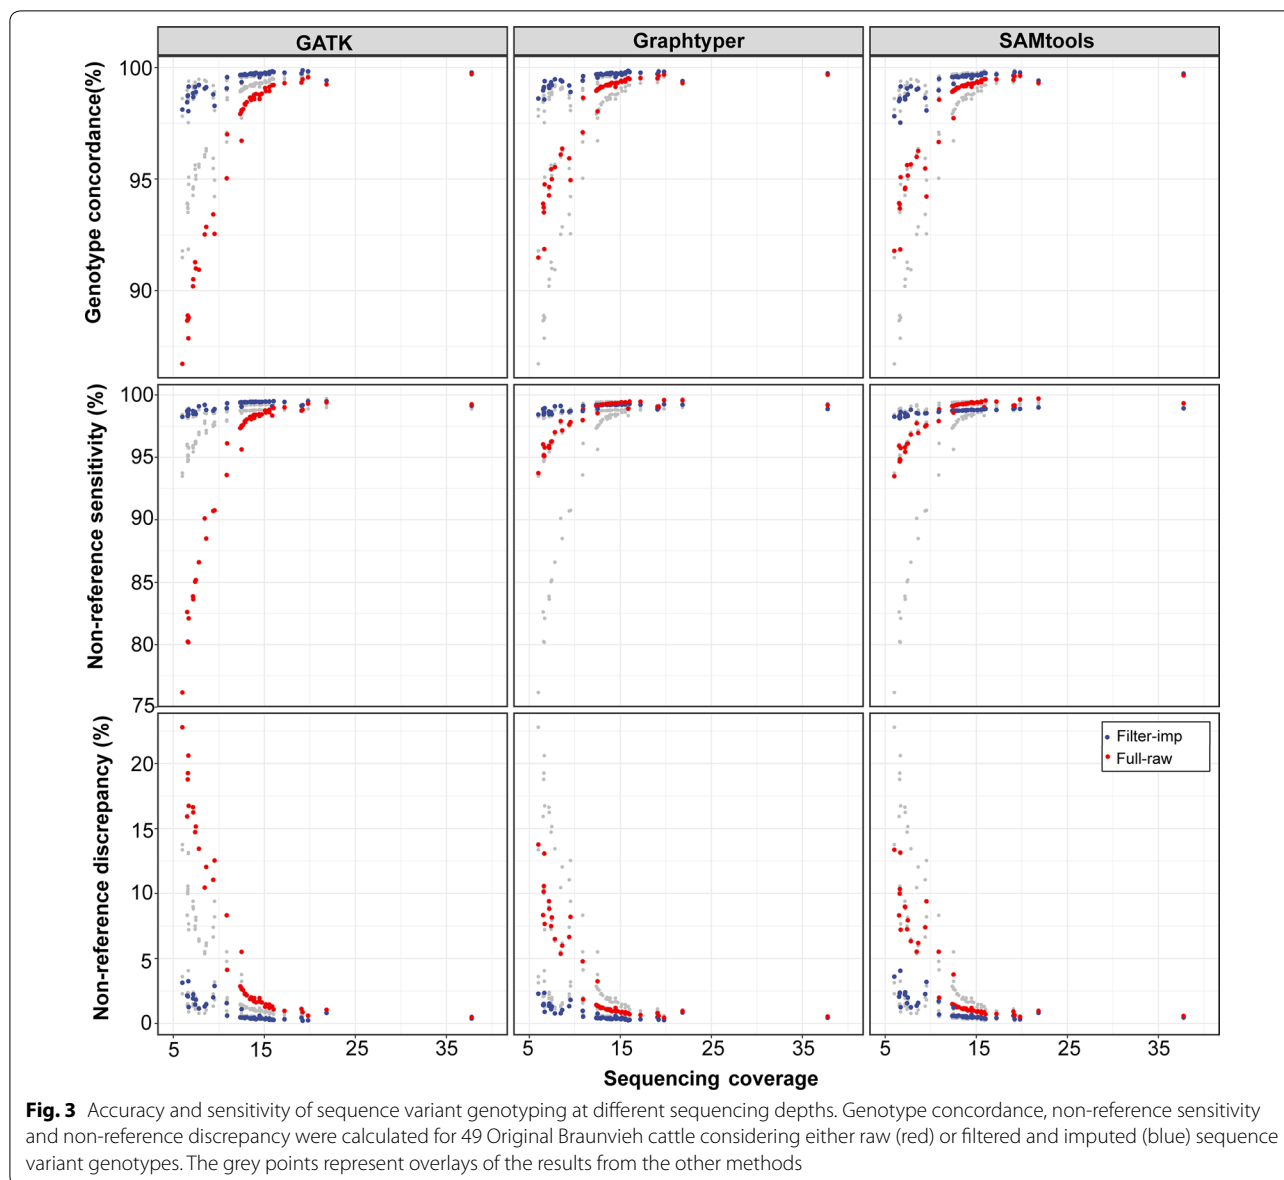 GATK
Graphtyper
SAMtools
Genotype concordance(%)
100
95
90
Non-reference sensitivity (%)
100
95
90
85
80
75
Non-reference discrepancy (%)
20
15
10
5
0
Filter-imp
Full-raw
5 15 25 35
5 15 25 35
5 15 25 35
Sequencing coverage
Fig. 3 Accuracy and sensitivity of sequence variant genotyping at different sequencing depths. Genotype concordance, non-reference sensitivity
and non-reference discrepancy were calculated for 49 Original Braunvieh cattle considering either raw (red) or filtered and imputed (blue) sequence
variant genotypes. The grey points represent overlays of the results from the other methods